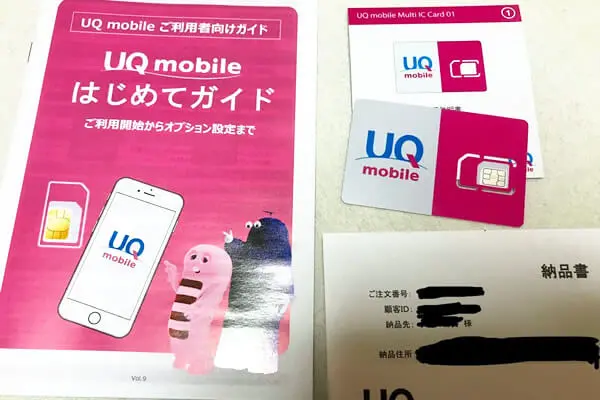 UQ mobile ご利用者向けガイド
UQ mobile
はじめてガイド
ご利用開始からオプション設定まで
UQ
mobile
Vol.9
UQ mobile Multi IC Card 01
1
UQ
mobile
UQ
mobile
納品書
ご注文番号:
顧客ID:
納品先:
様
納品住所
UQ